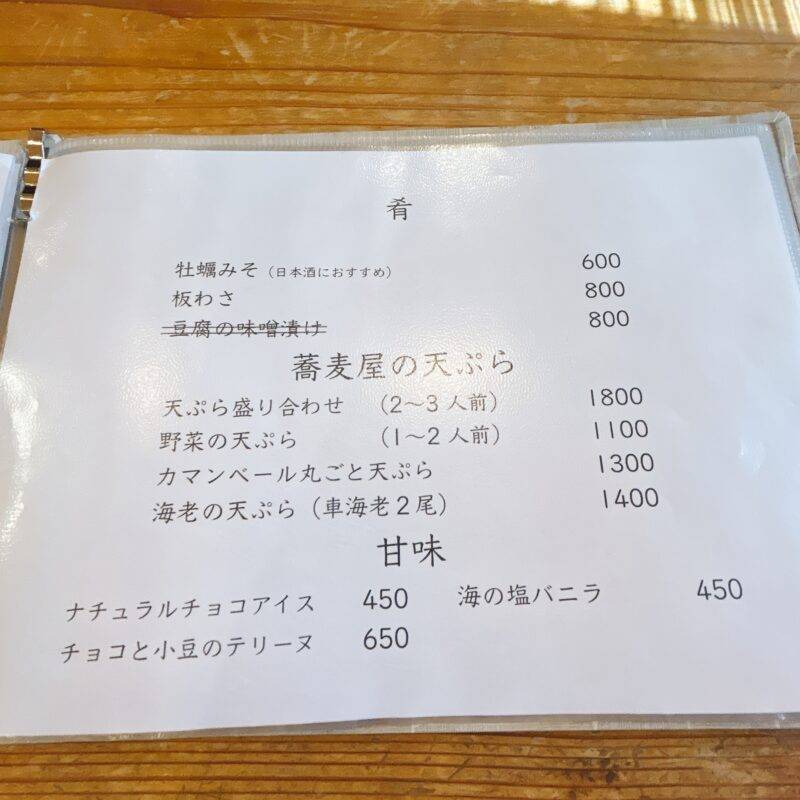 肴
牡蠣みそ（日本酒におすすめ） 600
板わさ 800
豆腐の味噌漬け 800
蕎麦屋の天ぷら
天ぷら盛り合わせ （2〜3人前） 1800
野菜の天ぷら （1〜2人前） 1100
カマンベール丸ごと天ぷら 1300
海老の天ぷら（車海老2尾） 1400
甘味
ナチュラルチョコアイス 450 海の塩バニラ 450
チョコと小豆のテリーヌ 650